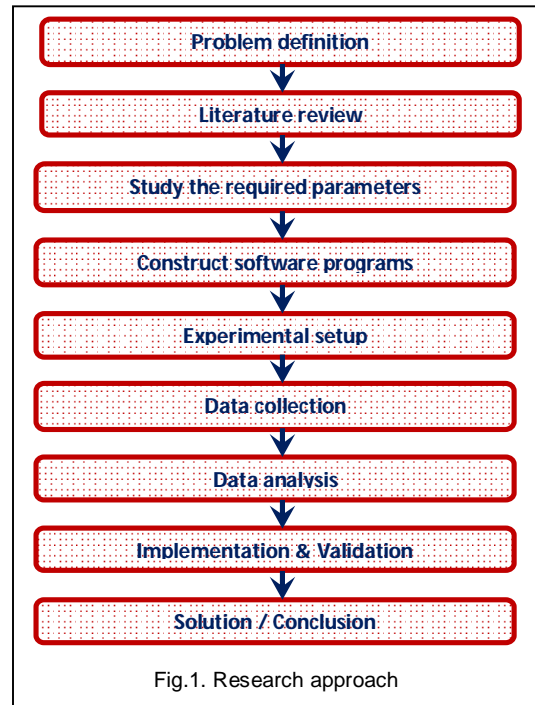 Problem definition
Literature review
Study the required parameters
Construct software programs
Experimental setup
Data collection
Data analysis
Implementation & Validation
Solution / Conclusion
Fig.1. Research approach